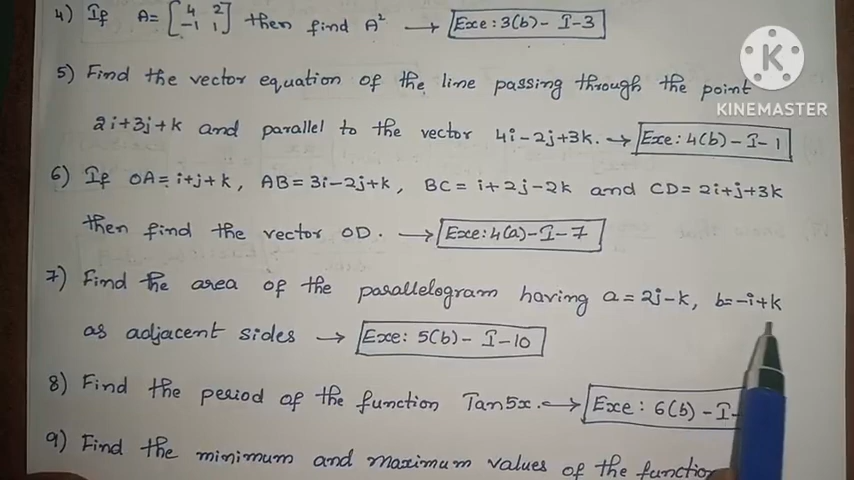 4) If A = [ 4 2 -1 1 ] then find A² → Exe: 3(b) - I - 3
K
KINEMASTER
5) Find the vector equation of the line passing through the point
2i+3j+k and parallel to the vector 4i-2j+3k. → Exe: 4(b) - I - 1
6) If OA = i+j+k, AB = 3i-2j+k, BC = i+2j-2k and CD = 2i+j+3k
then find the vector OD. → Exe: 4(a) - I - 7
7) Find the area of the parallelogram having a = 2j-k, b = -i+k
as adjacent sides → Exe: 5(b) - I - 10
8) Find the period of the function Tan5x. → Exe: 6(b) - I -
9) Find the minimum and maximum values of the function